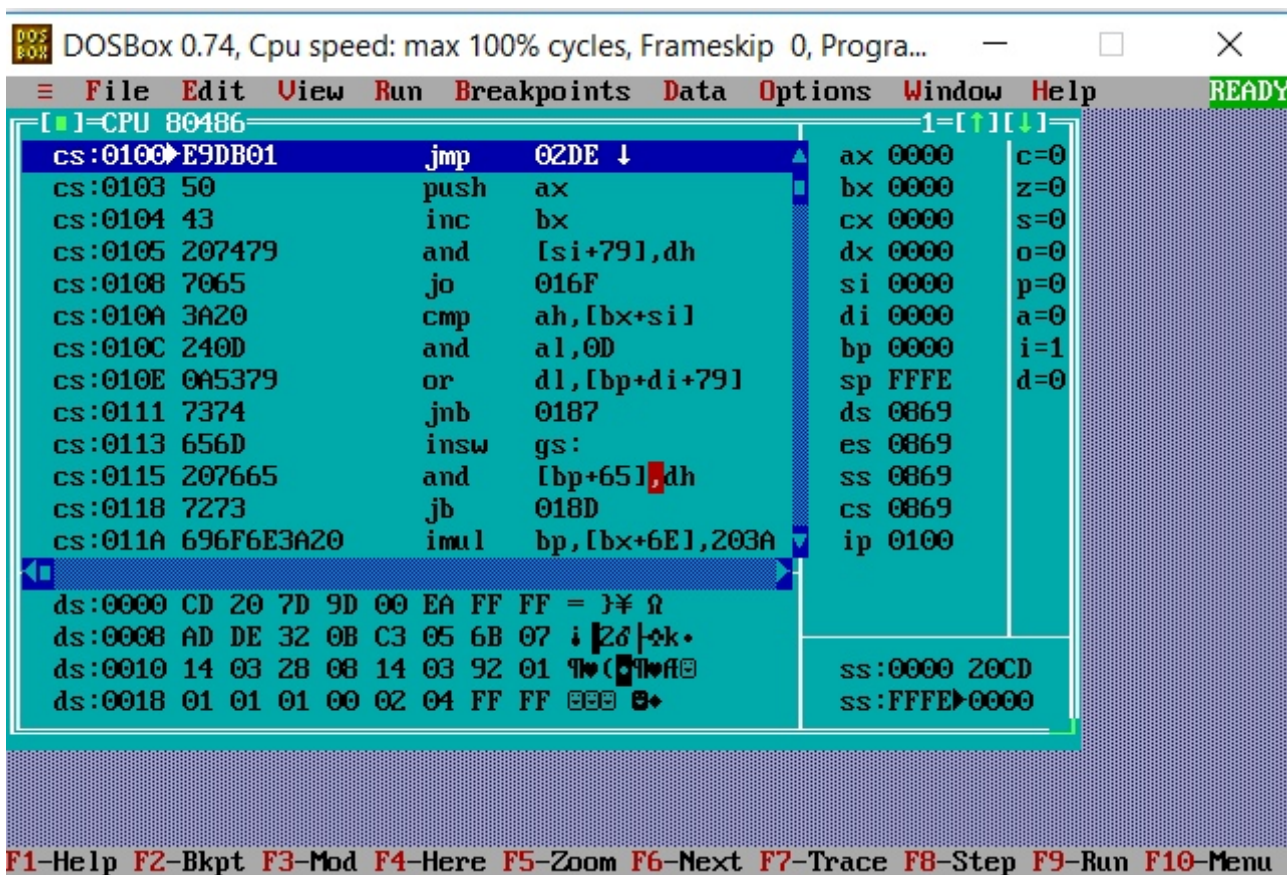 DOSBox 0.74, Cpu speed: max 100% cycles, Frameskip 0, Progra...
≡ File Edit View Run Breakpoints Data Options Window Help READY
[■]=CPU 80486 1=[↑][↓]
cs:0100►E9DB01 jmp 02DE ↓ ax 0000 c=0
cs:0103 50 push ax bx 0000 z=0
cs:0104 43 inc bx cx 0000 s=0
cs:0105 207479 and [si+79],dh dx 0000 o=0
cs:0108 7065 jo 016F si 0000 p=0
cs:010A 3A20 cmp ah,[bx+si] di 0000 a=0
cs:010C 240D and al,0D bp 0000 i=1
cs:010E 0A5379 or dl,[bp+di+79] sp FFFE d=0
cs:0111 7374 jnb 0187 ds 0869
cs:0113 656D insw gs: es 0869
cs:0115 207665 and [bp+65],dh ss 0869
cs:0118 7273 jb 018D cs 0869
cs:011A 696F6E3A20 imul bp,[bx+6E],203A ip 0100
ds:0000 CD 20 7D 9D 00 EA FF FF = }¥ Ω
ds:0008 AD DE 32 0B C3 05 6B 07 ¡▐2♂├♣k•
ds:0010 14 03 28 08 14 03 92 01 ¶♥(◘¶♥Æ☺ ss:0000 20CD
ds:0018 01 01 01 00 02 04 FF FF ☺☺☺ ☻♦ ss:FFFE►0000
F1-Help F2-Bkpt F3-Mod F4-Here F5-Zoom F6-Next F7-Trace F8-Step F9-Run F10-Menu